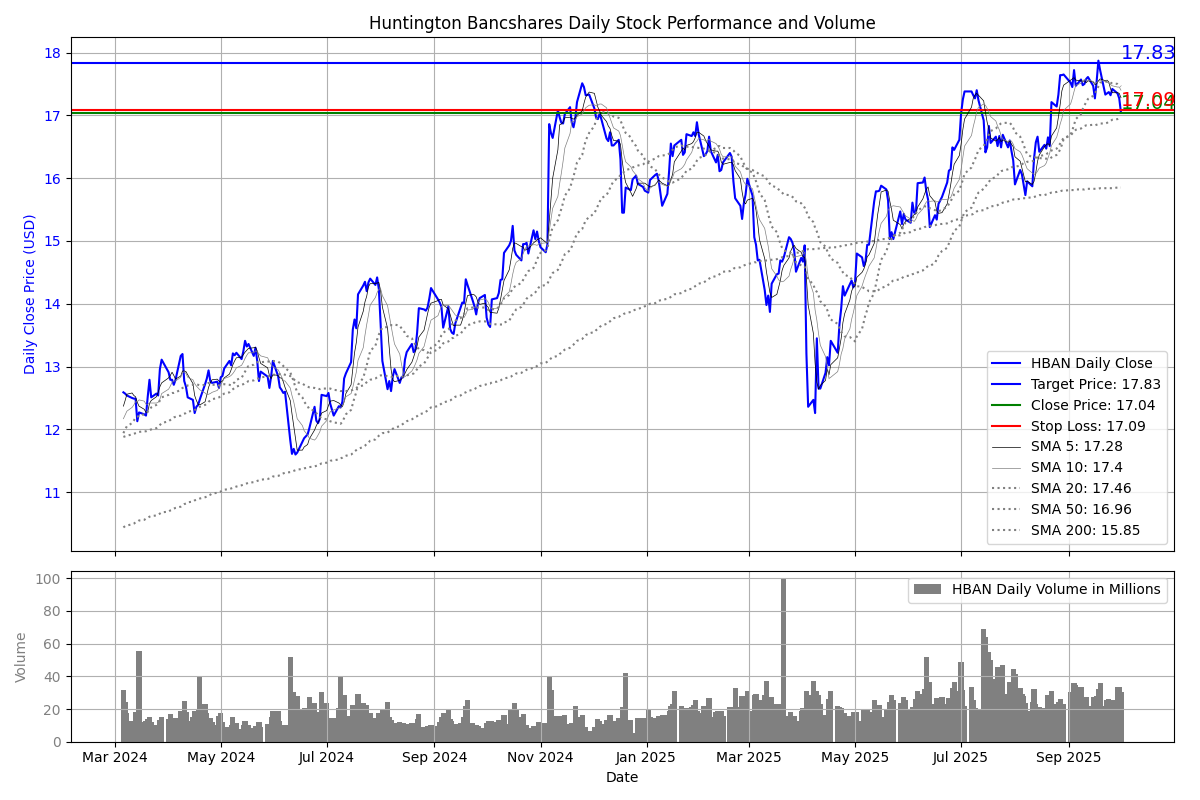 Huntington Bancshares Daily Stock Performance and Volume
Daily Close Price (USD)
18
17
16
15
14
13
12
11
17.83
17.09
17.04
HBAN Daily Close
Target Price: 17.83
Close Price: 17.04
Stop Loss: 17.09
SMA 5: 17.28
SMA 10: 17.4
SMA 20: 17.46
SMA 50: 16.96
SMA 200: 15.85
Volume
100
80
60
40
20
0
HBAN Daily Volume in Millions
Mar 2024 May 2024 Jul 2024 Sep 2024 Nov 2024 Jan 2025 Mar 2025 May 2025 Jul 2025 Sep 2025
Date